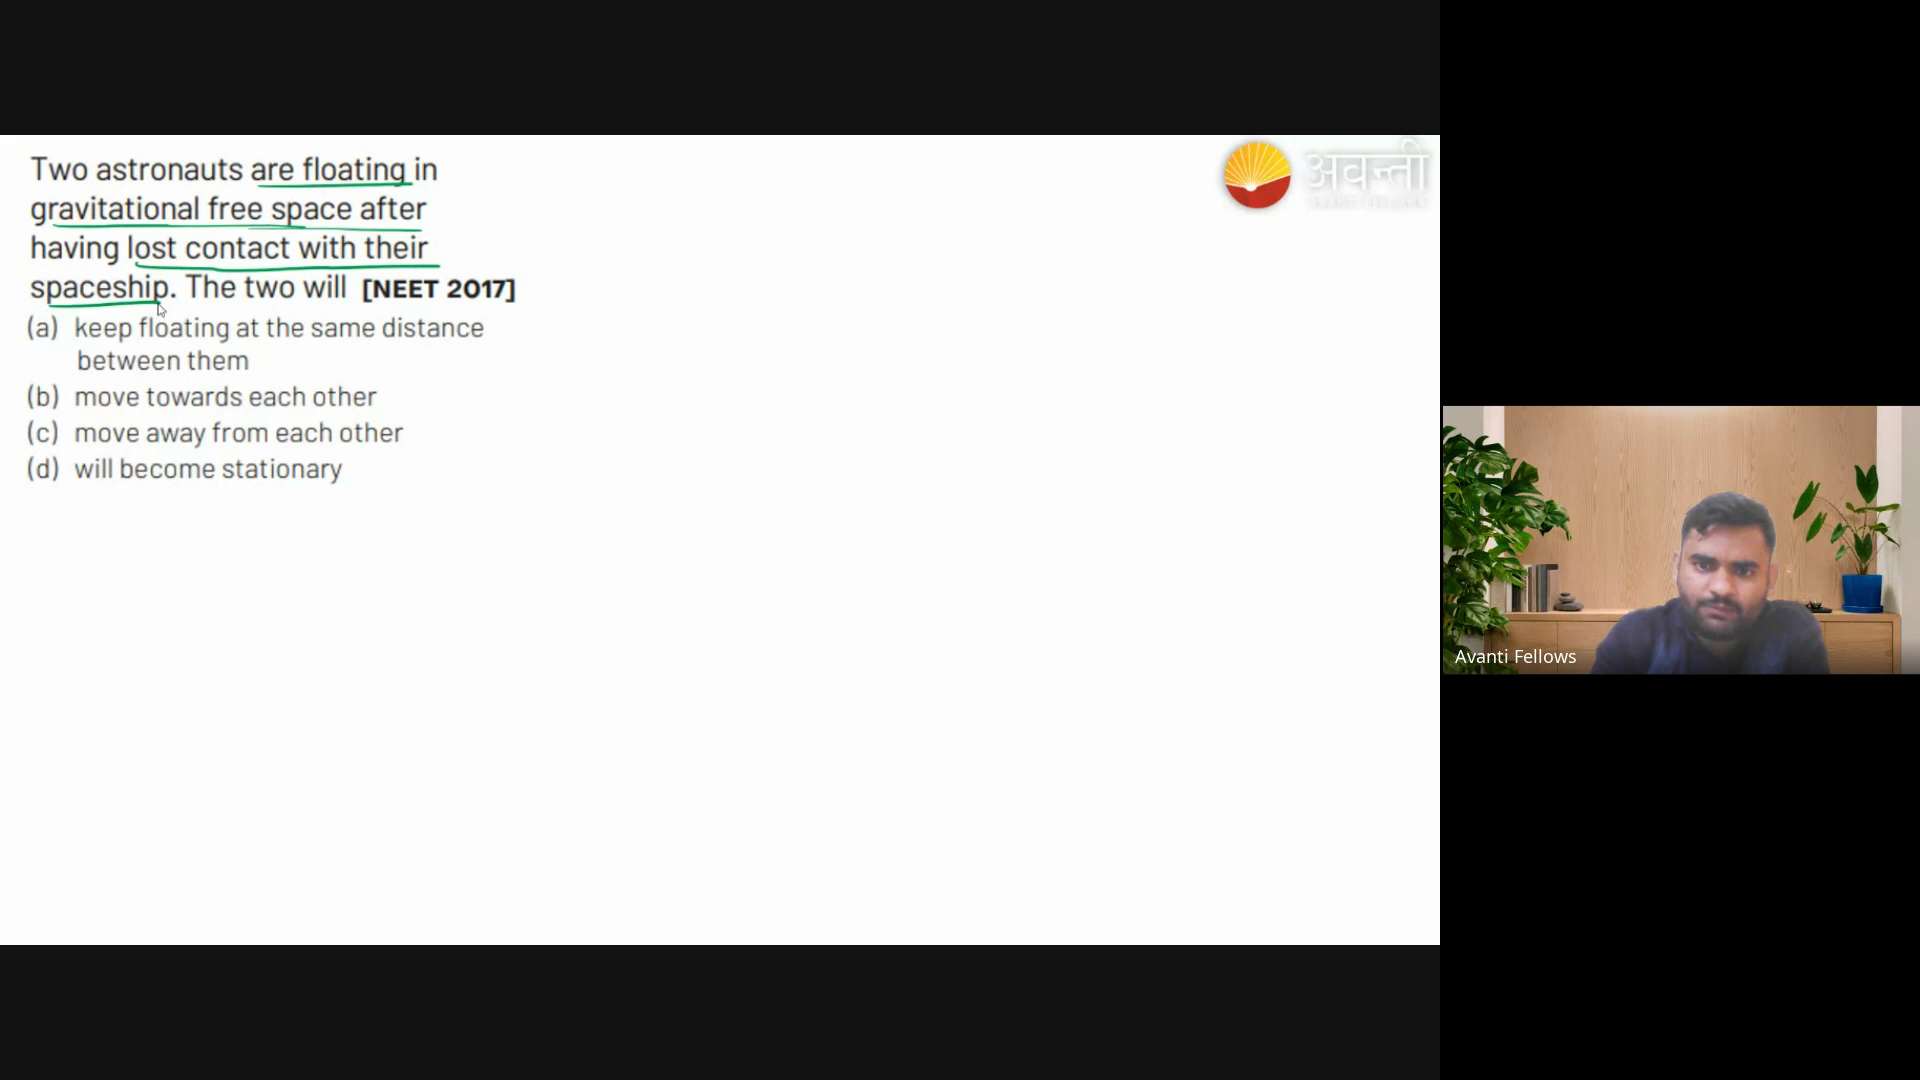 Two astronauts are floating in
gravitational free space after
having lost contact with their
spaceship. The two will [NEET 2017]
(a) keep floating at the same distance
between them
(b) move towards each other
(c) move away from each other
(d) will become stationary
अवन्ती
Avanti Fellows